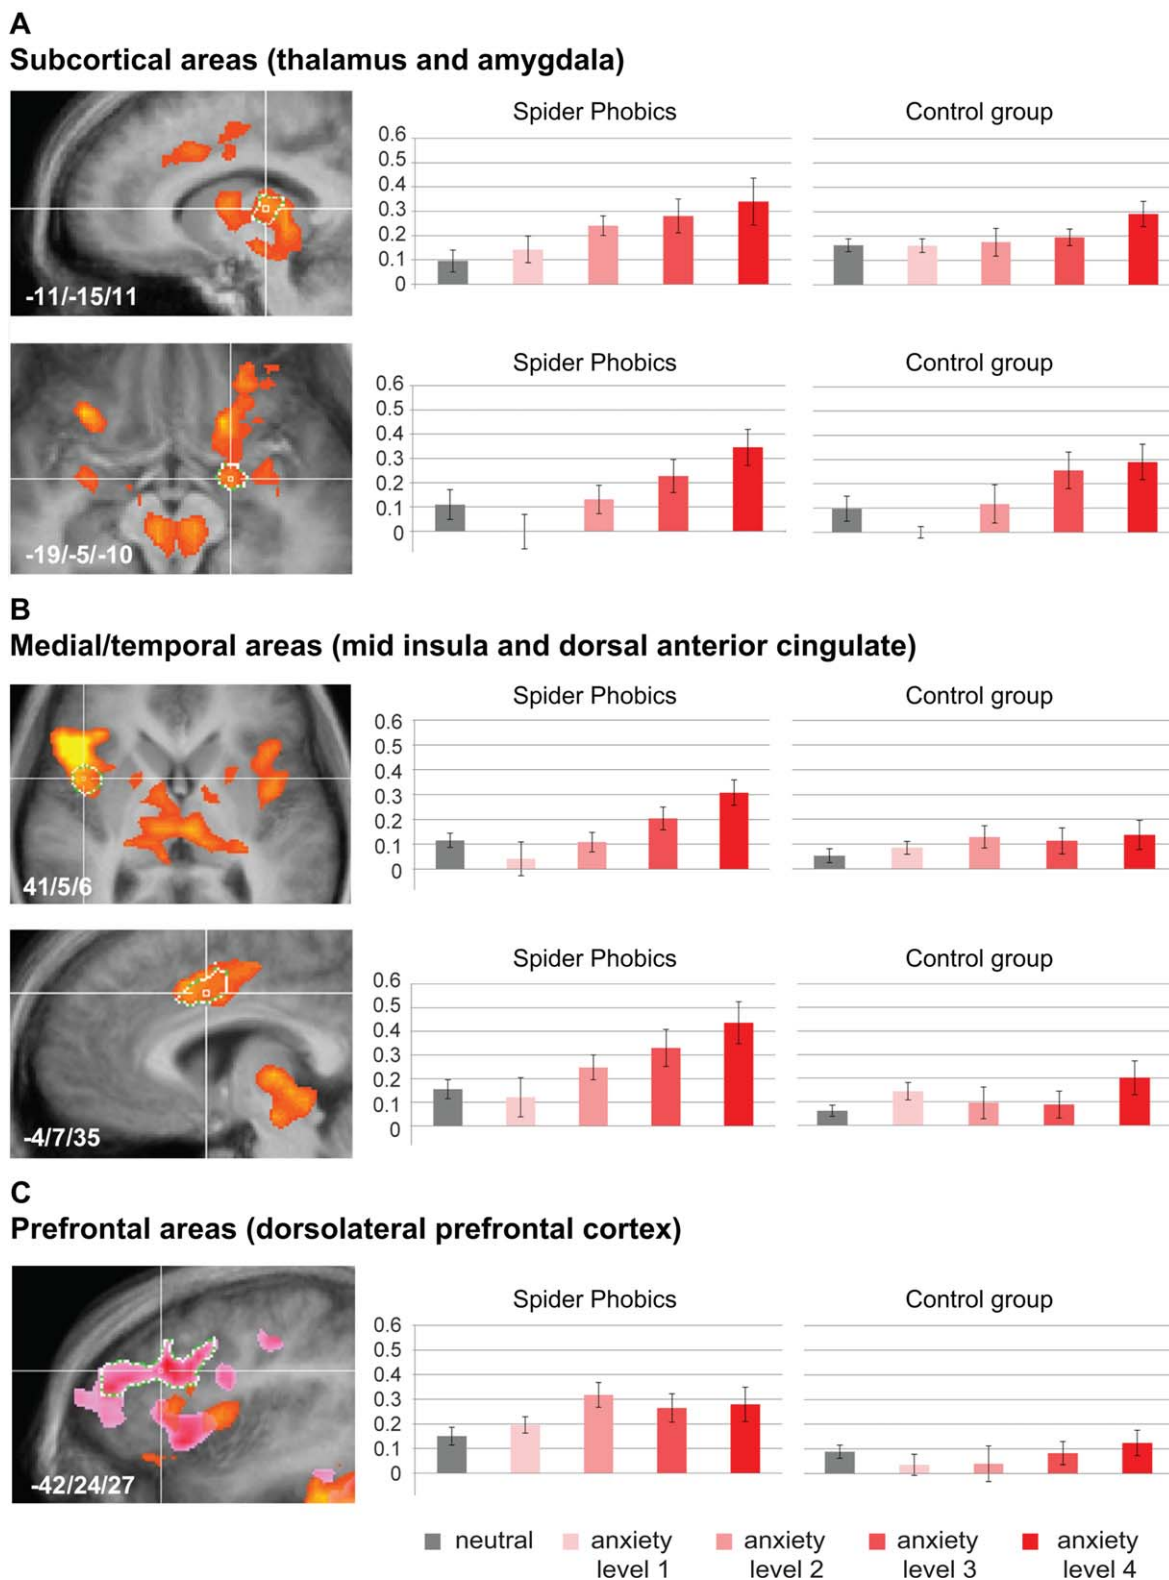 A
Subcortical areas (thalamus and amygdala)
Spider Phobics
Control group
0.6
0.5
0.4
0.3
0.2
0.1
0
-11/-15/11
Spider Phobics
Control group
0.6
0.5
0.4
0.3
0.2
0.1
0
-19/-5/-10
B
Medial/temporal areas (mid insula and dorsal anterior cingulate)
Spider Phobics
Control group
0.6
0.5
0.4
0.3
0.2
0.1
0
41/5/6
Spider Phobics
Control group
0.6
0.5
0.4
0.3
0.2
0.1
0
-4/7/35
C
Prefrontal areas (dorsolateral prefrontal cortex)
Spider Phobics
Control group
0.6
0.5
0.4
0.3
0.2
0.1
0
-42/24/27
neutral
anxiety
level 1
anxiety
level 2
anxiety
level 3
anxiety
level 4